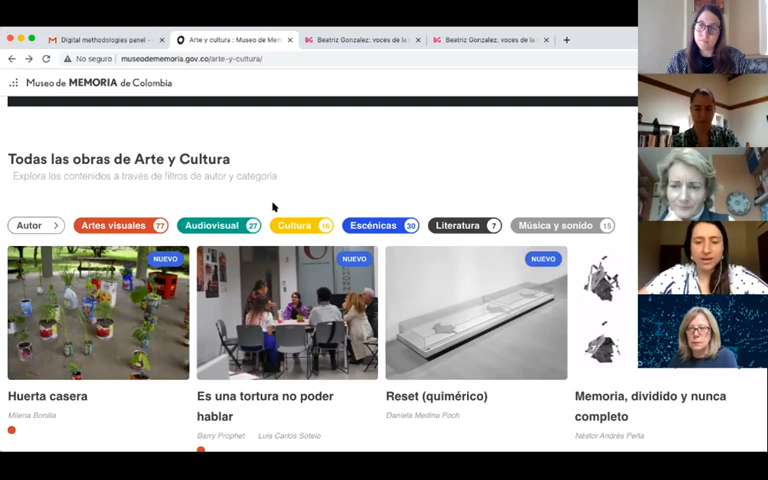 Digital methodologies panel -
Arte y cultura : Museo de Mem
Beatriz Gonzalez: voces de la
Beatriz Gonzalez: voces de la p
No seguro
museodememoria.gov.co/arte-y-cultura/
Museo de MEMORIA de Colombia
Todas las obras de Arte y Cultura
Explora los contenidos a través de filtros de autor y categoría
Autor
Artes visuales 77
Audiovisual 27
Cultura 16
Escénicas 30
Literatura 7
Música y sonido 15
NUEVO
NUEVO
NUEVO
Huerta casera
Milena Bonilla
Es una tortura no poder
hablar
Barry Prophet Luis Carlos Sotelo
Reset (quimérico)
Daniela Medina Poch
Memoria, dividido y nunca
completo
Néstor Andrés Peña